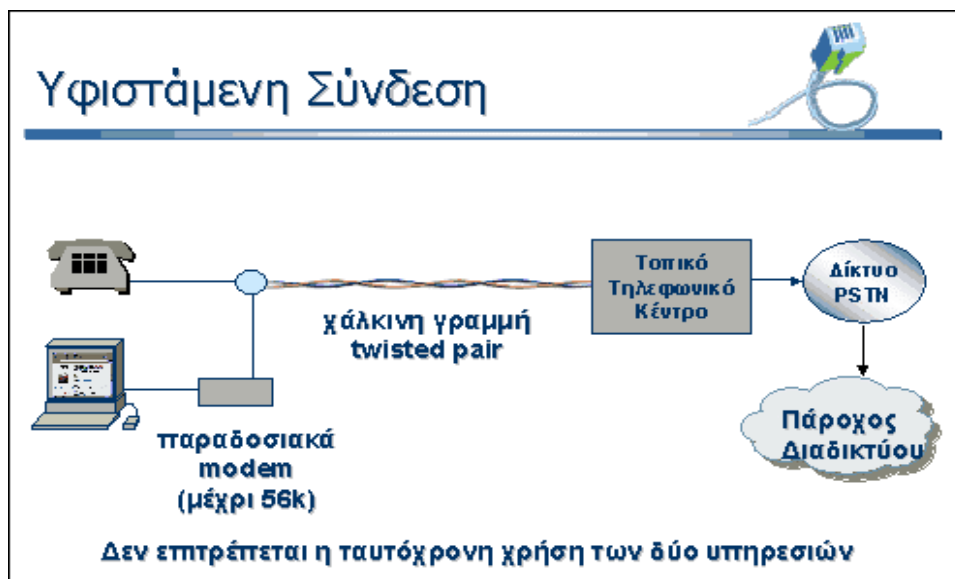 Υφιστάμενη Σύνδεση
Τοπικό
Τηλεφωνικό
Κέντρο
Δίκτυο
PSTN
χάλκινη γραμμή
twisted pair
Πάροχος
Διαδικτύου
παραδοσιακά
modem
(μέχρι 56k)
Δεν επιτρέπεται η ταυτόχρονη χρήση των δύο υπηρεσιών